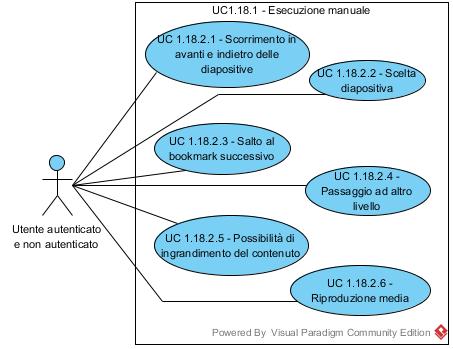 UC1.18.1 - Esecuzione manuale
UC 1.18.2.1 - Scorrimento in
avanti e indietro delle
diapositive
UC 1.18.2.2 - Scelta
diapositiva
UC 1.18.2.3 - Salto al
bookmark successivo
UC 1.18.2.4 -
Passaggio ad altro
livello
Utente autenticato
e non autenticato
UC 1.18.2.5 - Possibilità di
ingrandimento del contenuto
UC 1.18.2.6 -
Riproduzione media
Powered By Visual Paradigm Community Edition